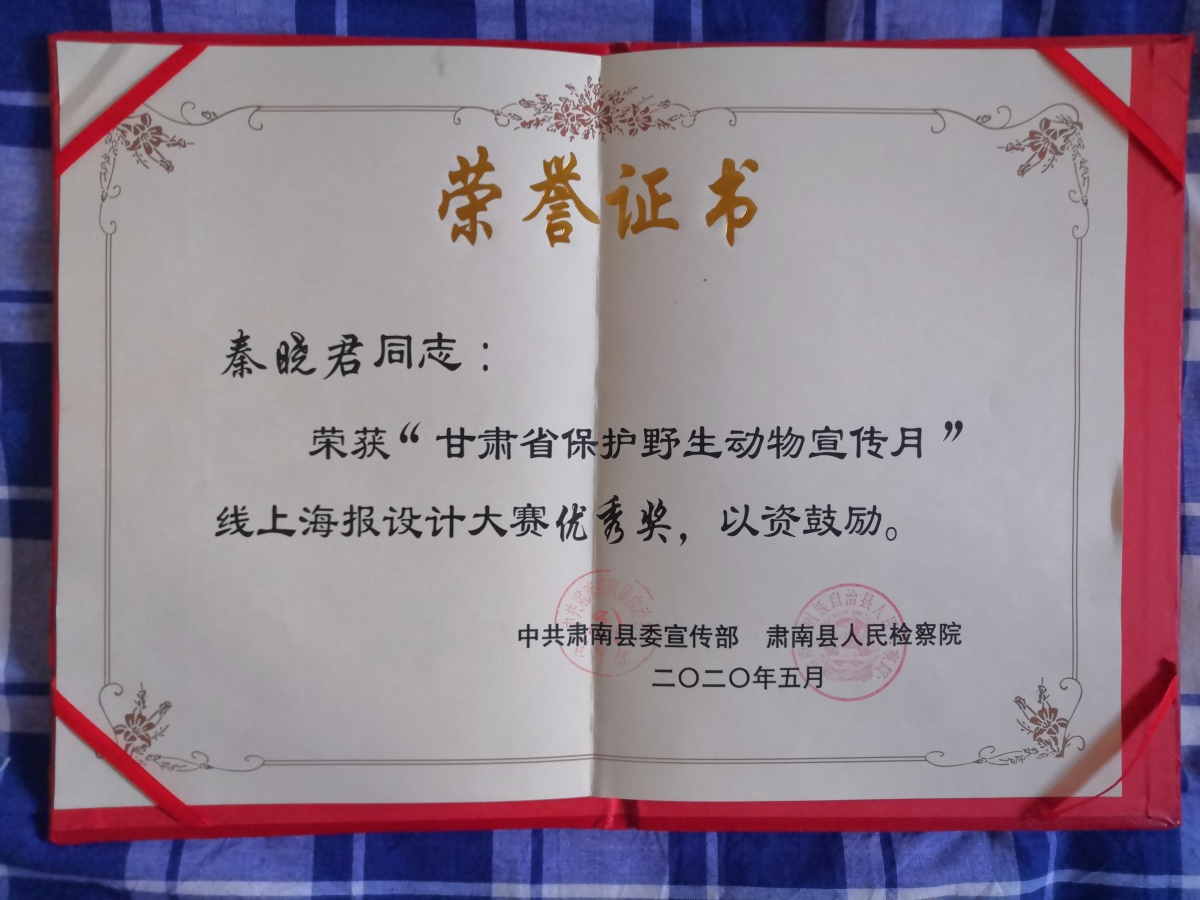 荣誉证书
秦晓君同志：
荣获“甘肃省保护野生动物宣传月”
线上海报设计大赛优秀奖，以资鼓励。
中共肃南县委宣传部 肃南县人民检察院
二〇二〇年五月